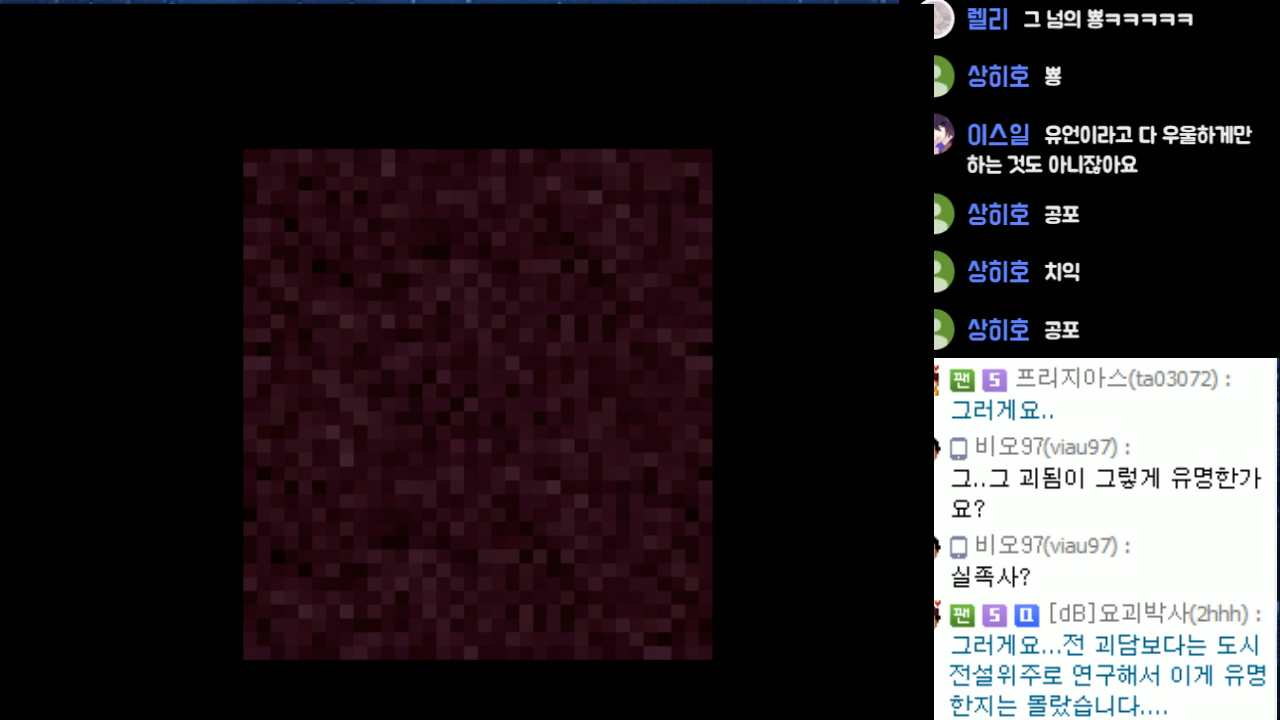 렐리 그 넘의 뿅ㅋㅋㅋㅋㅋ
상히호 뿅
이스일 유언이라고 다 우울하게만
하는 것도 아니잖아요
상히호 공포
상히호 치익
상히호 공포
팬 S 프리지아스(ta03072) :
그러게요..
비오97(viau97) :
그..그 괴됨이 그렇게 유명한가
요?
비오97(viau97) :
실족사?
팬 S [dB]요괴박사(2hhh) :
그러게요...전 괴담보다는 도시
전설위주로 연구해서 이게 유명
한지는 몰랐습니다....